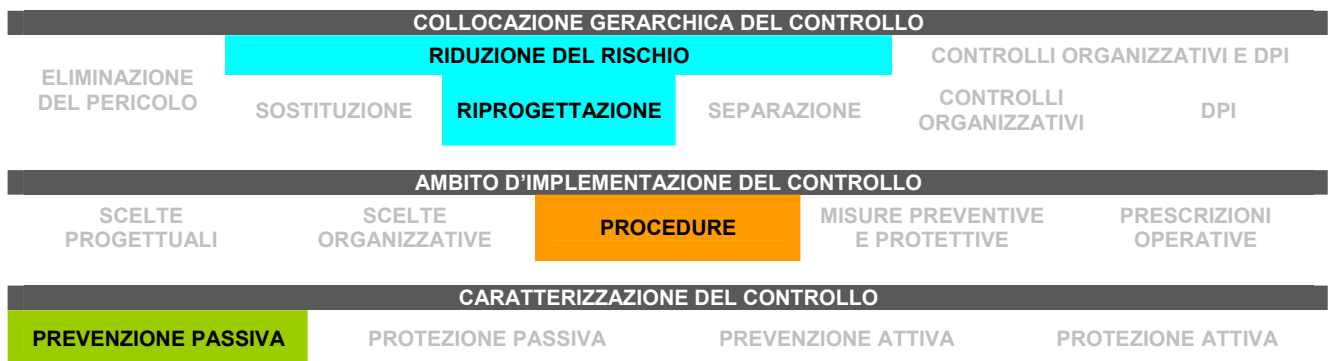 COLLOCAZIONE GERARCHICA DEL CONTROLLO
ELIMINAZIONE
DEL PERICOLO
RIDUZIONE DEL RISCHIO
CONTROLLI ORGANIZZATIVI E DPI
SOSTITUZIONE
RIPROGETTAZIONE
SEPARAZIONE
CONTROLLI
ORGANIZZATIVI
DPI
AMBITO D’IMPLEMENTAZIONE DEL CONTROLLO
SCELTE
PROGETTUALI
SCELTE
ORGANIZZATIVE
PROCEDURE
MISURE PREVENTIVE
E PROTETTIVE
PRESCRIZIONI
OPERATIVE
CARATTERIZZAZIONE DEL CONTROLLO
PREVENZIONE PASSIVA
PROTEZIONE PASSIVA
PREVENZIONE ATTIVA
PROTEZIONE ATTIVA